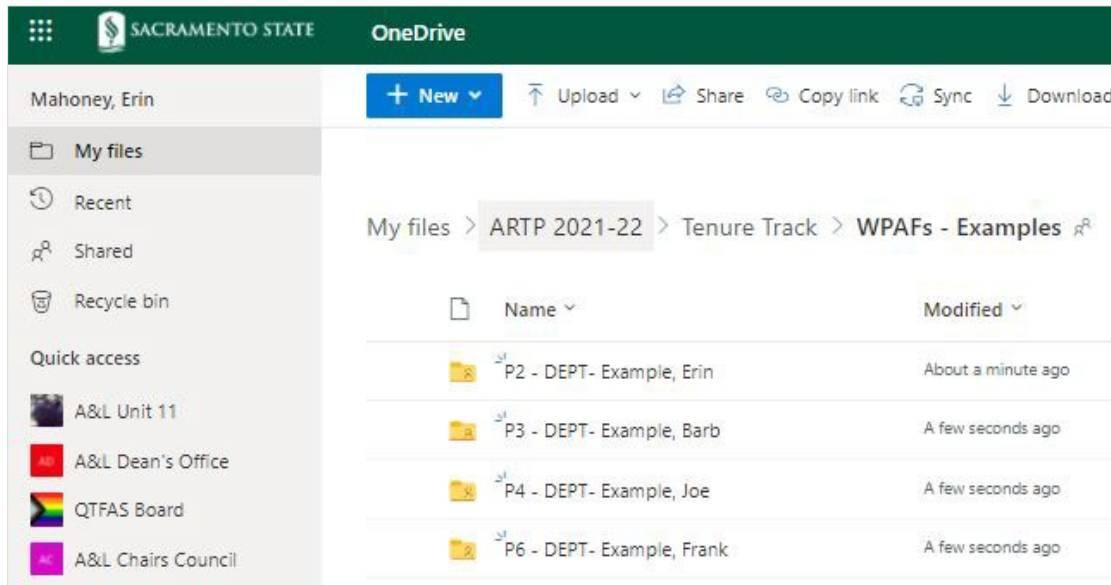 SACRAMENTO STATE OneDrive
Mahoney, Erin
My files
Recent
Shared
Recycle bin
Quick access
A&L Unit 11
AD A&L Dean's Office
QTFAS Board
AC A&L Chairs Council
+ New Upload Share Copy link Sync Download
My files > ARTP 2021-22 > Tenure Track > WPAFs - Examples
Name Modified
P2 - DEPT- Example, Erin About a minute ago
P3 - DEPT- Example, Barb A few seconds ago
P4 - DEPT- Example, Joe A few seconds ago
P6 - DEPT- Example, Frank A few seconds ago